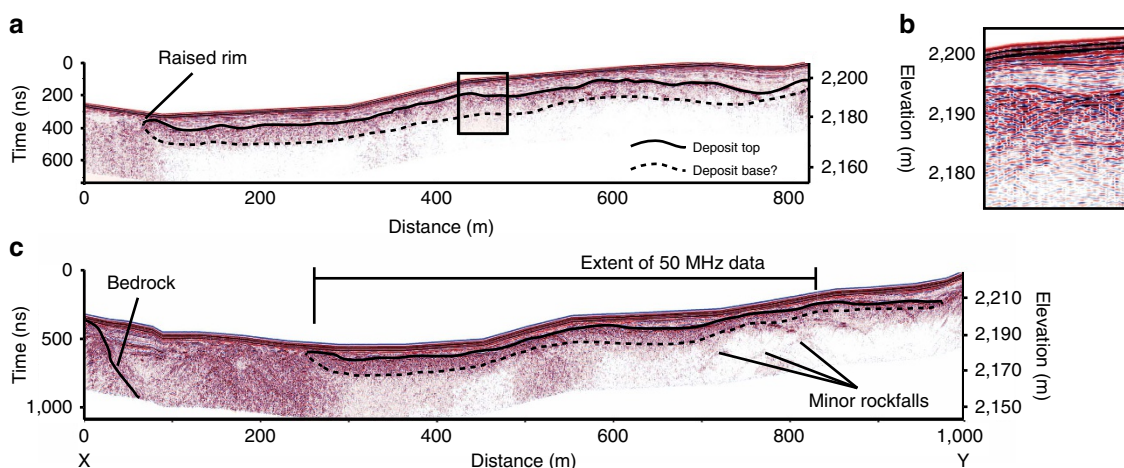 a
Raised rim
0
200
400
600
Time (ns)
2,200
2,180
2,160
Elevation (m)
Deposit top
Deposit base?
0 200 400 600 800
Distance (m)
b
2,200
2,190
2,180
c
Bedrock
Extent of 50 MHz data
0
500
1,000
Time (ns)
2,210
2,190
2,170
2,150
Elevation (m)
Minor rockfalls
0 200 400 600 800 1,000
X Distance (m) Y